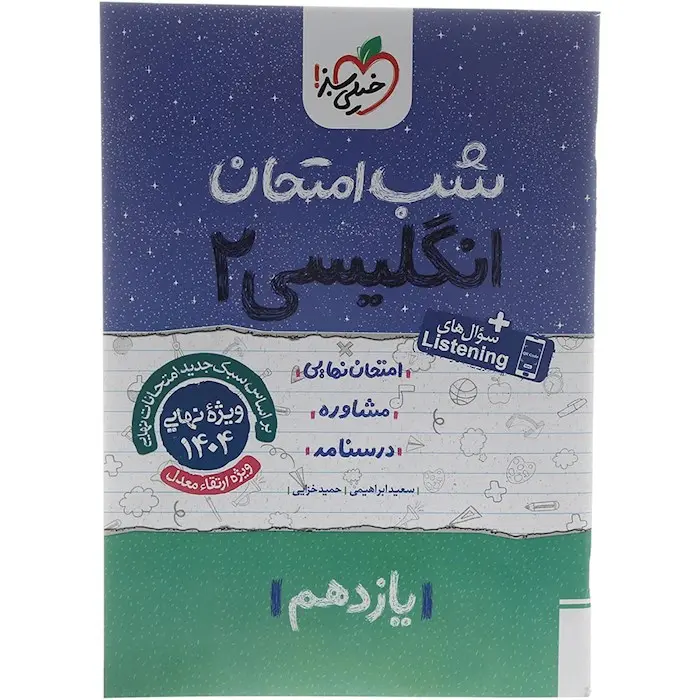 خیلی سبز!
شب امتحان
انگلیسی ۲
+ سؤال‌های
Listening
امتحان نهایی
مشاوره
درسنامه
سعید ابراهیمی | حمید خزایی
بر اساس سبک جدید امتحانات نهایی
ویژهٔ نهایی
۱۴۰۴
ویژه ارتقاء معدل
یازدهم